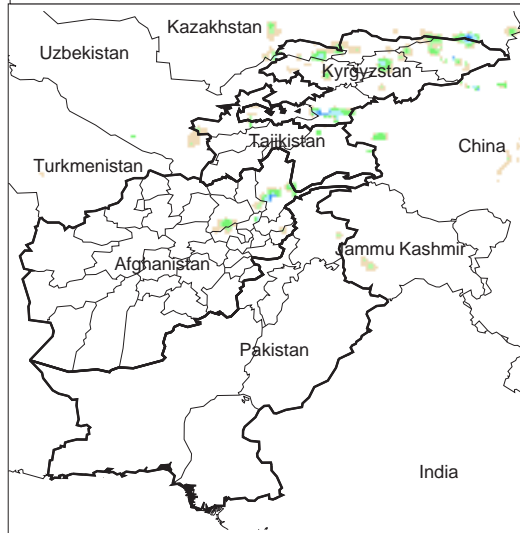 Kazakhstan
Uzbekistan
Kyrgyzstan
Tajikistan
China
Turkmenistan
Jammu Kashmir
Afghanistan
Pakistan
India